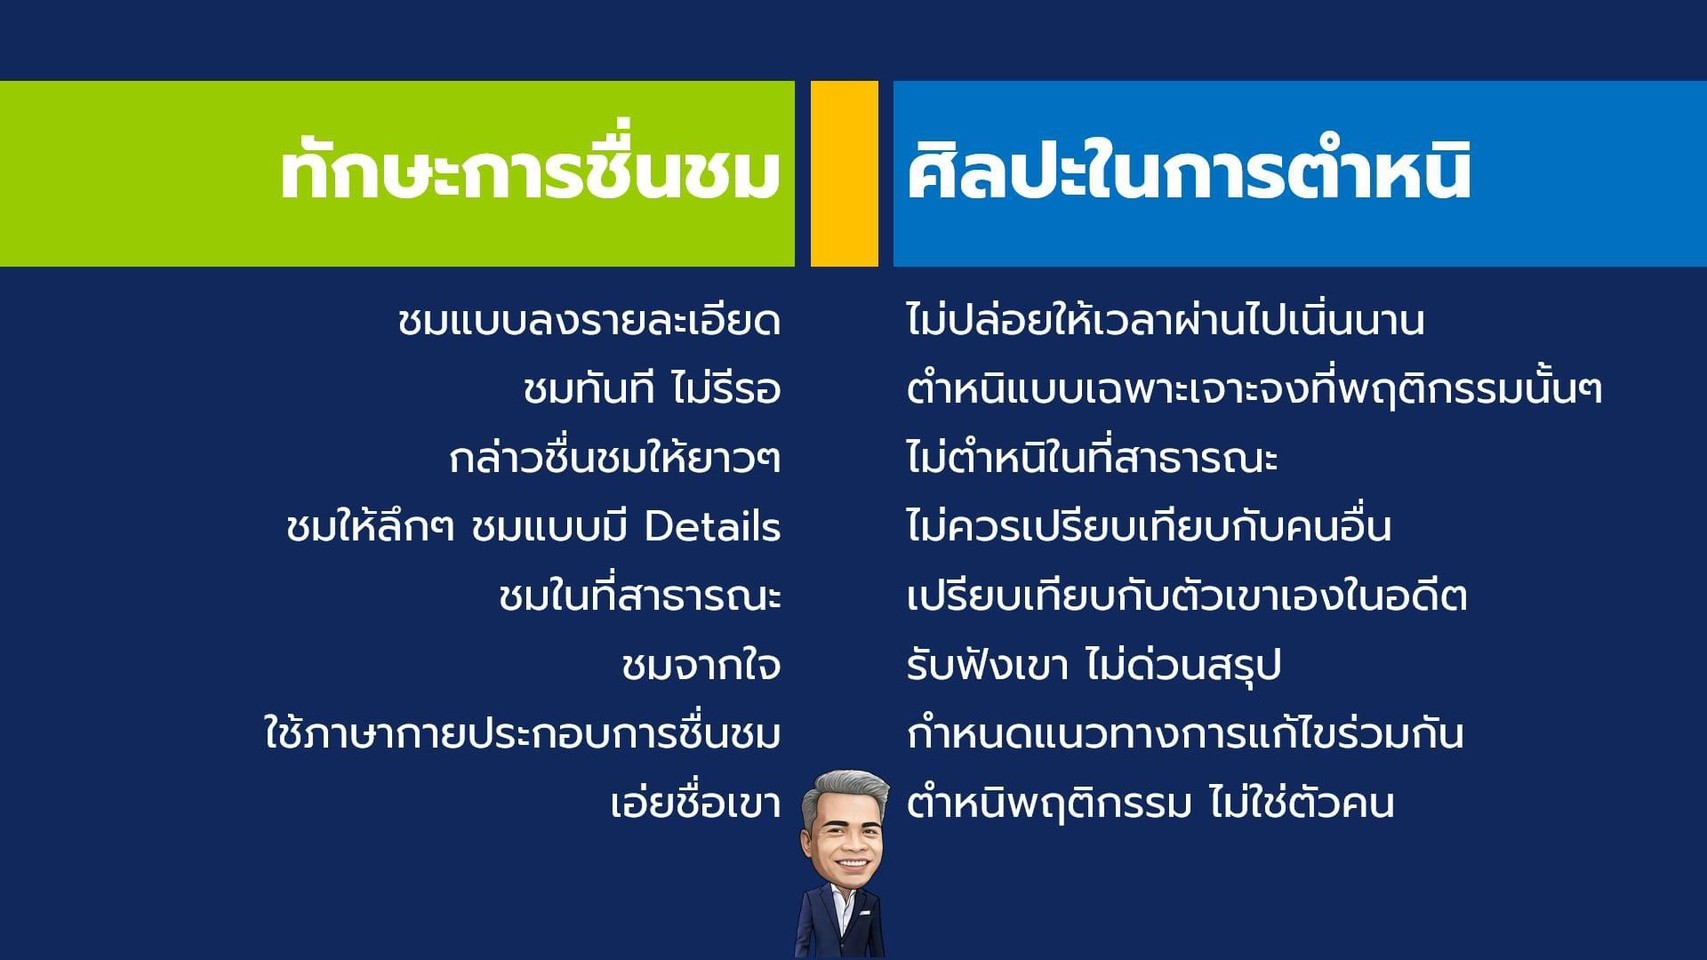 ทักษะการชื่นชม
ชมแบบลงรายละเอียด
ชมทันที ไม่รีรอ
กล่าวชื่นชมให้ยาวๆ
ชมให้ลึกๆ ชมแบบมี Details
ชมในที่สาธารณะ
ชมจากใจ
ใช้ภาษากายประกอบการชื่นชม
เอ่ยชื่อเขา
ศิลปะในการตำหนิ
ไม่ปล่อยให้เวลาผ่านไปเนิ่นนาน
ตำหนิแบบเฉพาะเจาะจงที่พฤติกรรมนั้นๆ
ไม่ตำหนิในที่สาธารณะ
ไม่ควรเปรียบเทียบกับคนอื่น
เปรียบเทียบกับตัวเขาเองในอดีต
รับฟังเขา ไม่ด่วนสรุป
กำหนดแนวทางการแก้ไขร่วมกัน
ตำหนิพฤติกรรม ไม่ใช่ตัวคน